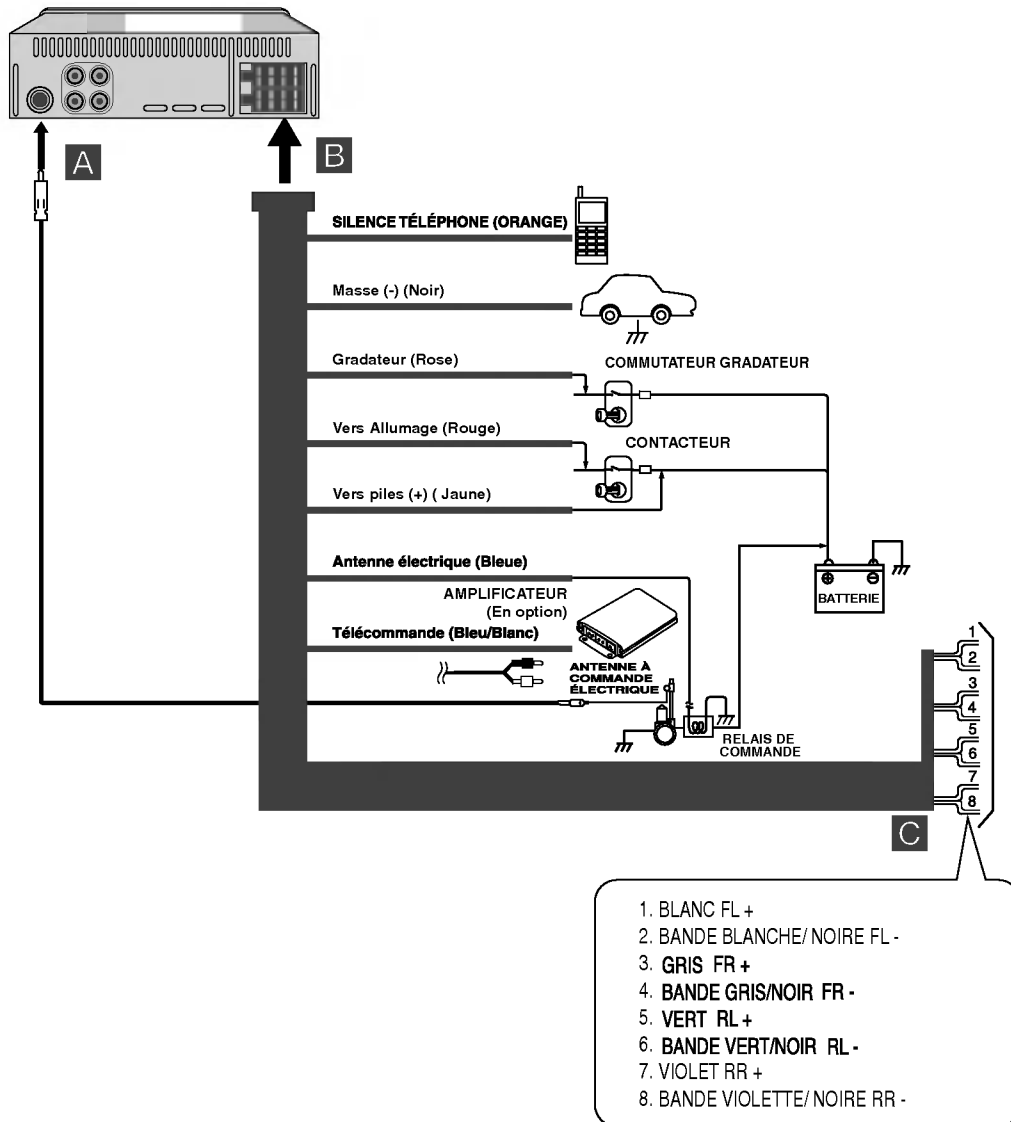 A
B
SILENCE TÉLÉPHONE (ORANGE)
Masse (-) (Noir)
Gradateur (Rose)
COMMUTATEUR GRADATEUR
Vers Allumage (Rouge)
CONTACTEUR
Vers piles (+) ( Jaune)
Antenne électrique (Bleue)
BATTERIE
AMPLIFICATEUR
(En option)
Télécommande (Bleu/Blanc)
ANTENNE À
COMMANDE
ÉLECTRIQUE
RELAIS DE
COMMANDE
1
2
3
4
5
6
7
8
C
1. BLANC FL +
2. BANDE BLANCHE/ NOIRE FL -
3. GRIS FR +
4. BANDE GRIS/NOIR FR -
5. VERT RL +
6. BANDE VERT/NOIR RL -
7. VIOLET RR +
8. BANDE VIOLETTE/ NOIRE RR -